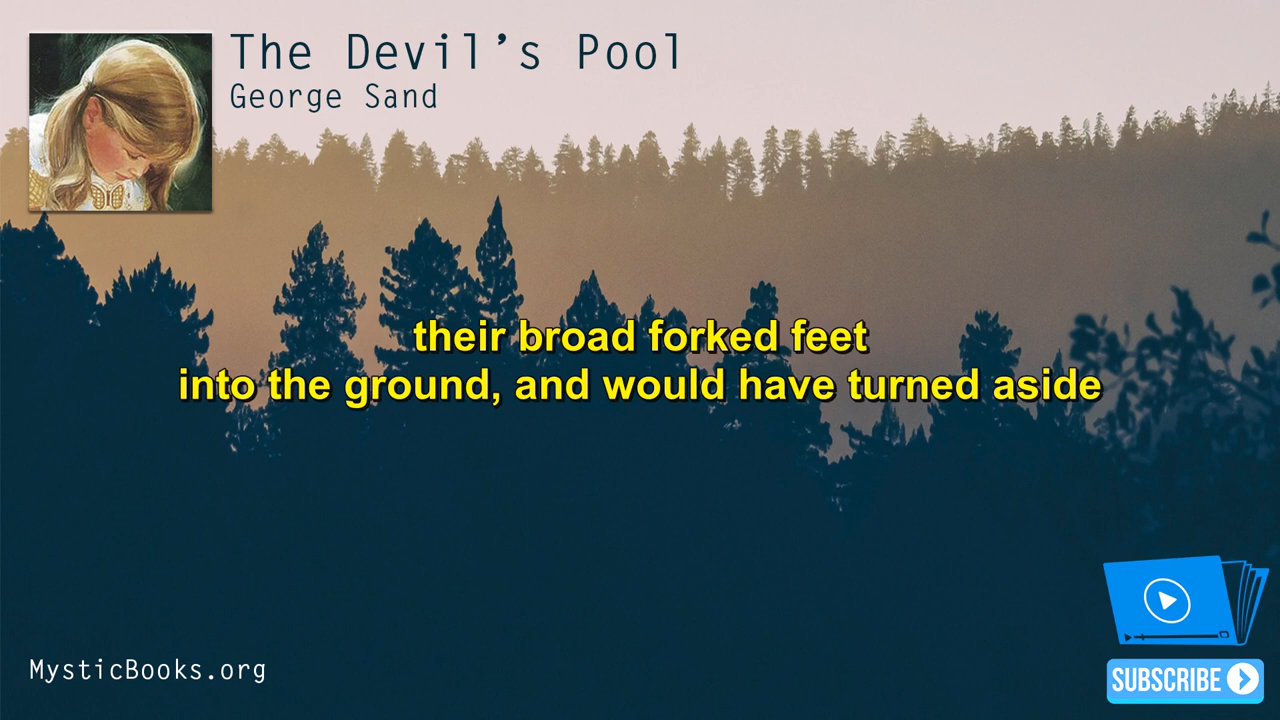 The Devil's Pool
George Sand
their broad forked feet
into the ground, and would have turned aside
MysticBooks.org
SUBSCRIBE